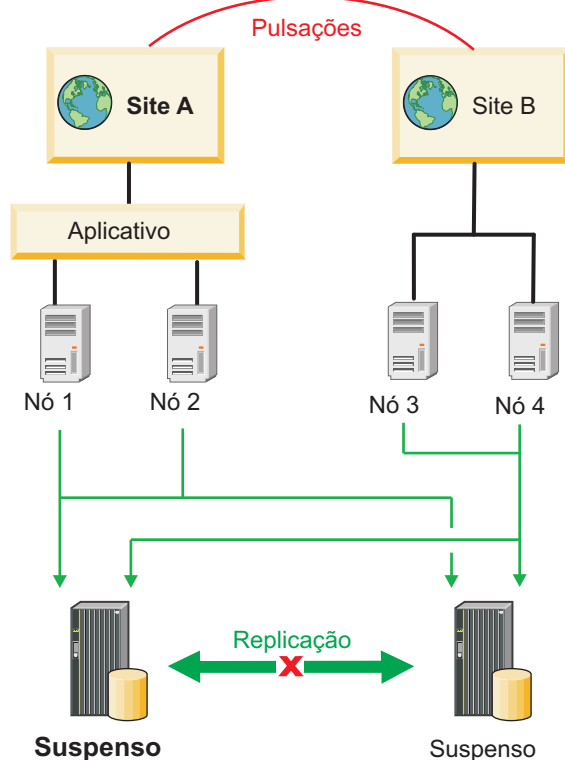 Pulsações
Site A
Site B
Aplicativo
Nó 1
Nó 2
Nó 3
Nó 4
Replicação
X
Suspenso
Suspenso